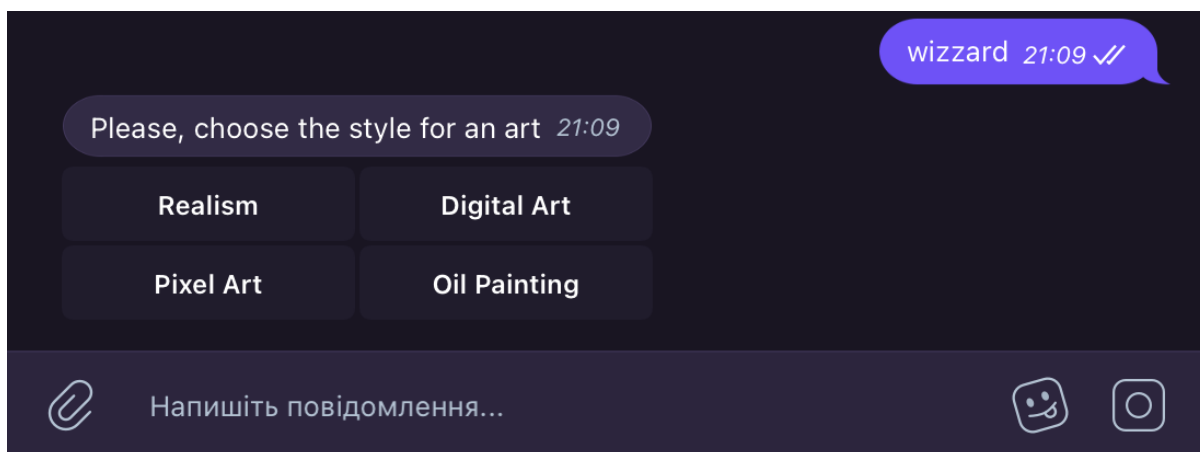 wizzard 21:09
Please, choose the style for an art 21:09
Realism Digital Art
Pixel Art Oil Painting
Напишіть повідомлення...